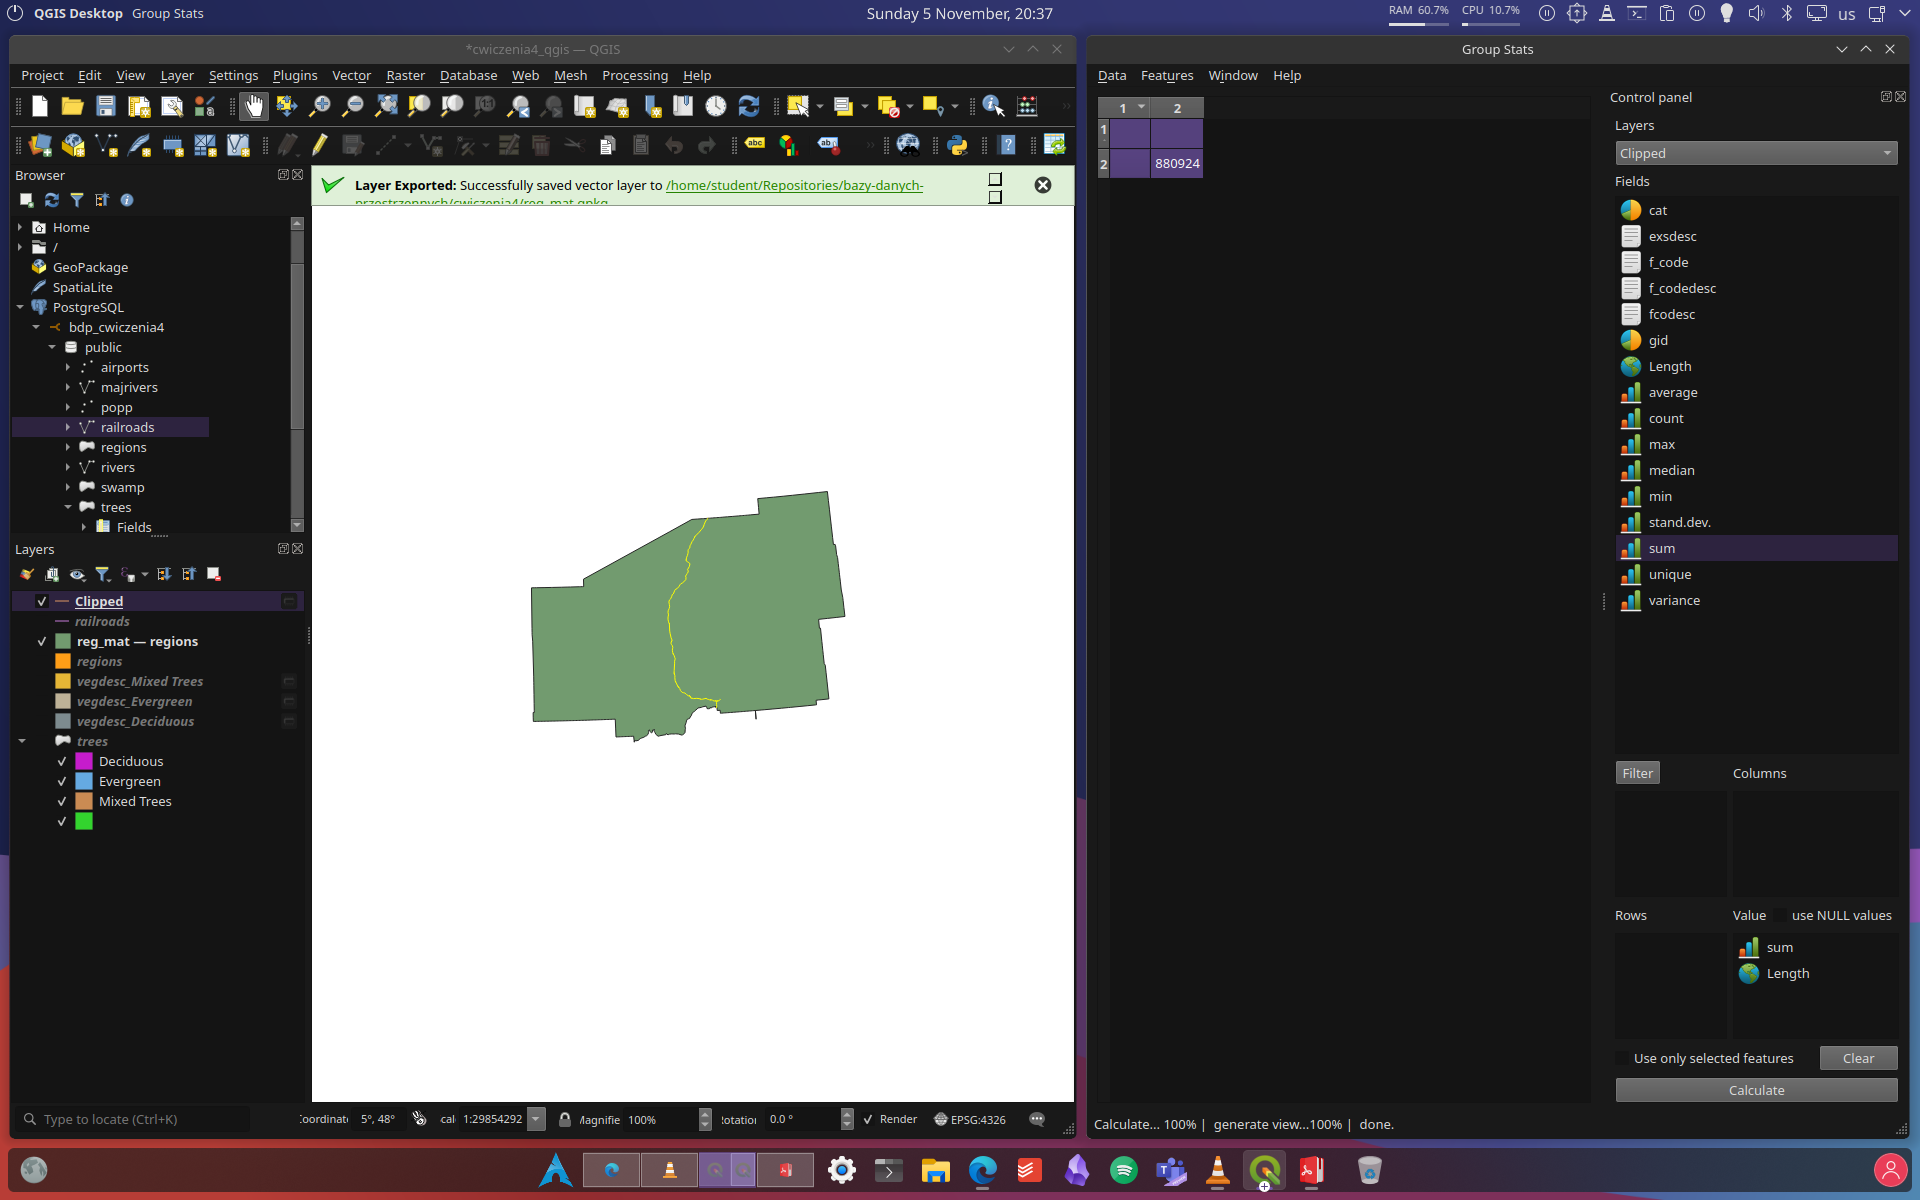 QGIS Desktop Group Stats
Sunday 5 November, 20:37
RAM 60.7% CPU 10.7%
us
*cwiczenia4_qgis — QGIS
Project Edit View Layer Settings Plugins Vector Raster Database Web Mesh Processing Help
Browser
Home
/
GeoPackage
SpatiaLite
PostgreSQL
bdp_cwiczenia4
public
airports
majrivers
popp
railroads
regions
rivers
swamp
trees
Fields
Layers
Clipped
railroads
reg_mat — regions
regions
vegdesc_Mixed Trees
vegdesc_Evergreen
vegdesc_Deciduous
trees
Deciduous
Evergreen
Mixed Trees
Layer Exported: Successfully saved vector layer to /home/student/Repositories/bazy-danych-
przestrzennych/cwiczenia4/reg_mat.gpkg
Type to locate (Ctrl+K)
oordinat 5°, 48° cal 1:29854292 Magnifie 100% otation 0.0 ° Render EPSG:4326
Group Stats
Data Features Window Help
1 2
1
2 880924
Control panel
Layers
Clipped
Fields
cat
exsdesc
f_code
f_codedesc
fcodesc
gid
Length
average
count
max
median
min
stand.dev.
sum
unique
variance
Filter Columns
Rows Value use NULL values
sum
Length
Use only selected features Clear
Calculate
Calculate... 100% | generate view...100% | done.